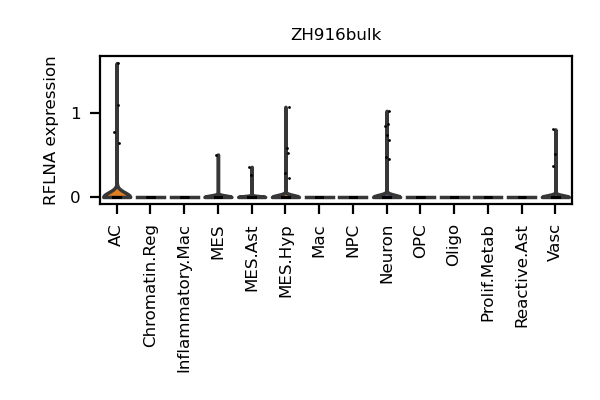 ZH916bulk
RFLNA expression
1
0
AC
Chromatin.Reg
Inflammatory.Mac
MES
MES.Ast
MES.Hyp
Mac
NPC
Neuron
OPC
Oligo
Prolif.Metab
Reactive.Ast
Vasc